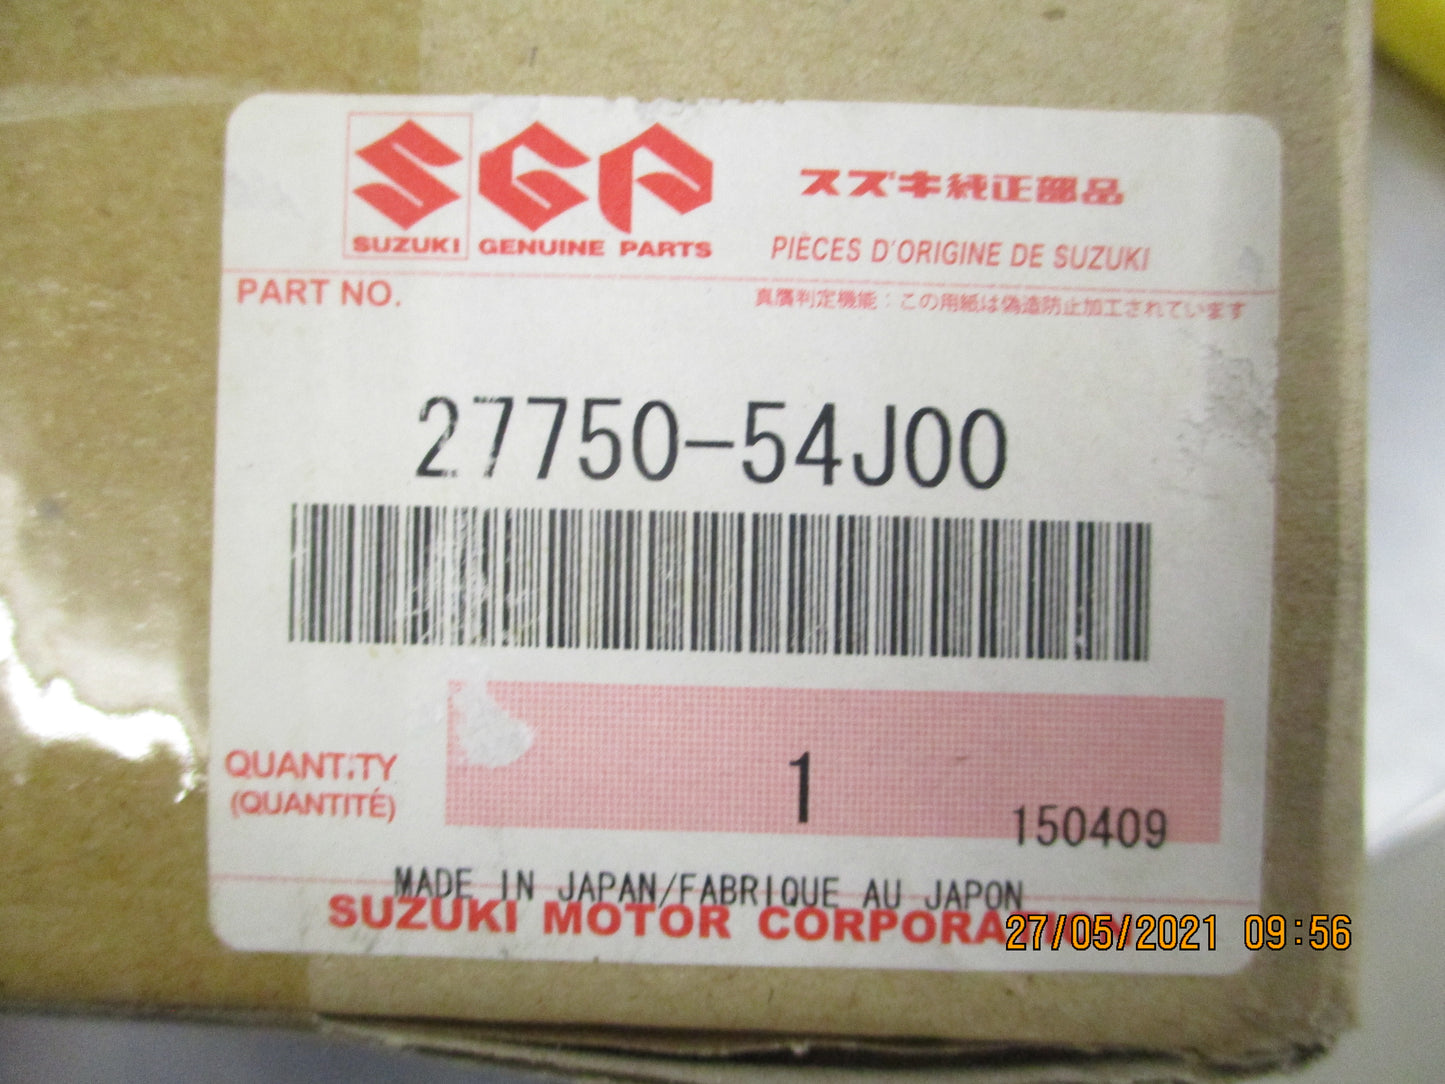 SGP
スズキ純正部品
SUZUKI GENUINE PARTS
PIÈCES D'ORIGINE DE SUZUKI
PART NO.
真贋判定機能：この用紙は偽造防止加工されています
27750-54J00
QUANTITY
(QUANTITÉ)
1
150409
MADE IN JAPAN/FABRIQUE AU JAPON
SUZUKI MOTOR CORPORATION
27/05/2021 09:56